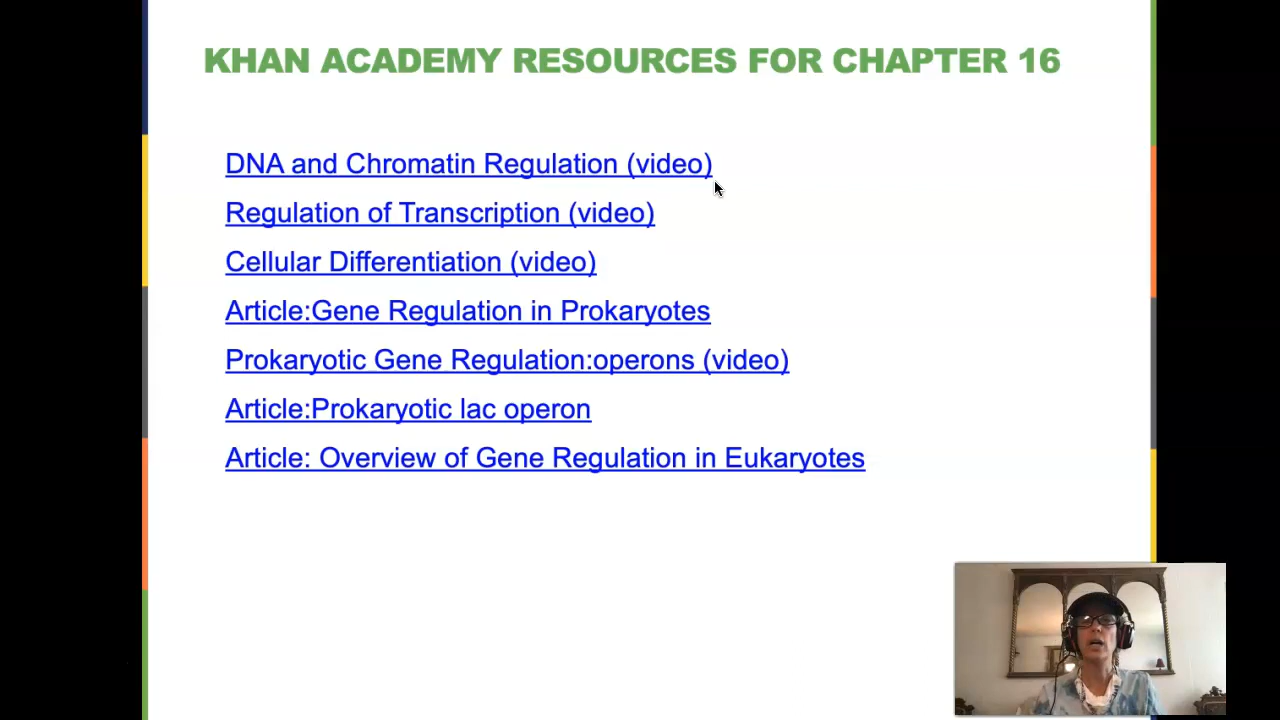 KHAN ACADEMY RESOURCES FOR CHAPTER 16
DNA and Chromatin Regulation (video)
Regulation of Transcription (video)
Cellular Differentiation (video)
Article:Gene Regulation in Prokaryotes
Prokaryotic Gene Regulation:operons (video)
Article:Prokaryotic lac operon
Article: Overview of Gene Regulation in Eukaryotes